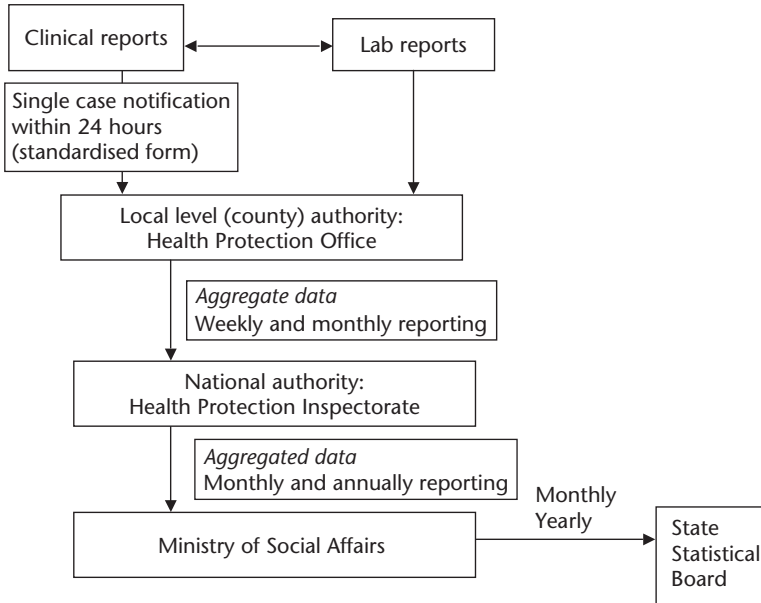 Clinical reports
Lab reports
Single case notification
within 24 hours
(standardised form)
Local level (county) authority:
Health Protection Office
Aggregate data
Weekly and monthly reporting
National authority:
Health Protection Inspectorate
Aggregated data
Monthly and annually reporting
Ministry of Social Affairs
Monthly
Yearly
State
Statistical
Board